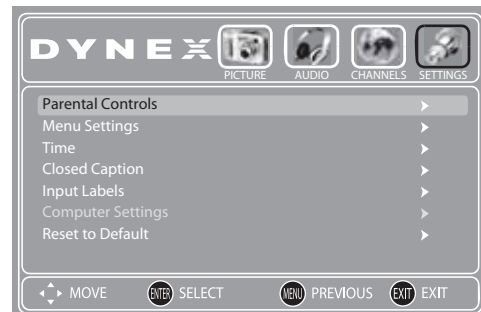 DYNEX
PICTURE AUDIO CHANNELS SETTINGS
Parental Controls
Menu Settings
Time
Closed Caption
Input Labels
Computer Settings
Reset to Default
MOVE ENTER SELECT MENU PREVIOUS EXIT EXIT